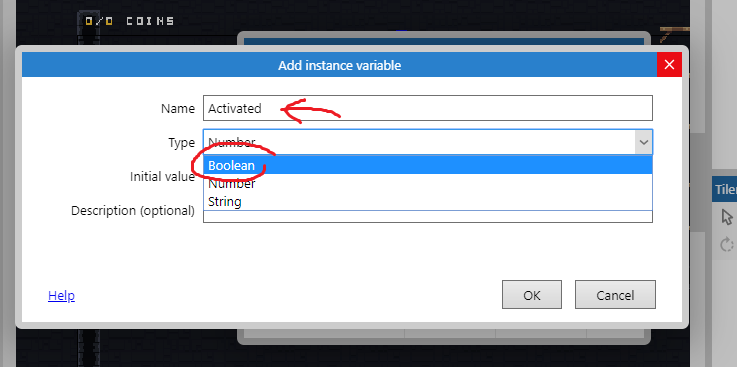 0/0 COINS
Add instance variable
Name Activated
Type Number
Boolean
Initial value
Number
String
Description (optional)
Help OK Cancel